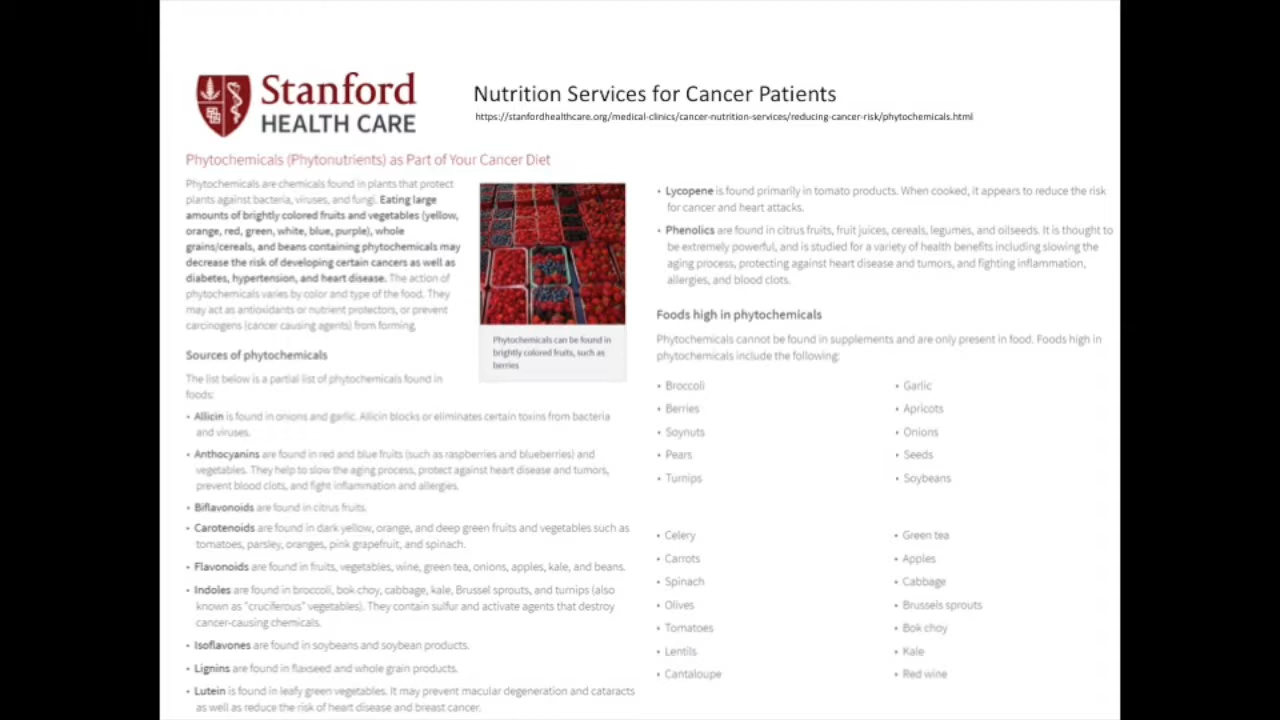 Stanford
HEALTH CARE
Nutrition Services for Cancer Patients
https://stanfordhealthcare.org/medical-clinics/cancer-nutrition-services/reducing-cancer-risk/phytochemicals.html
Phytochemicals (Phytonutrients) as Part of Your Cancer Diet
Phytochemicals are chemicals found in plants that protect
plants against bacteria, viruses, and fungi. Eating large
amounts of brightly colored fruits and vegetables (yellow,
orange, red, green, white, blue, purple), whole
grains/cereals, and beans containing phytochemicals may
decrease the risk of developing certain cancers as well as
diabetes, hypertension, and heart disease. The action of
phytochemicals varies by color and type of the food. They
may act as antioxidants or nutrient protectors, or prevent
carcinogens (cancer causing agents) from forming.
Phytochemicals can be found in
brightly colored fruits, such as
berries
Sources of phytochemicals
The list below is a partial list of phytochemicals found in
foods:
• Allicin is found in onions and garlic. Allicin blocks or eliminates certain toxins from bacteria
and viruses.
• Anthocyanins are found in red and blue fruits (such as raspberries and blueberries) and
vegetables. They help to slow the aging process, protect against heart disease and tumors,
prevent blood clots, and fight inflammation and allergies.
• Biflavonoids are found in citrus fruits.
• Carotenoids are found in dark yellow, orange, and deep green fruits and vegetables such as
tomatoes, parsley, oranges, pink grapefruit, and spinach.
• Flavonoids are found in fruits, vegetables, wine, green tea, onions, apples, kale, and beans.
• Indoles are found in broccoli, bok choy, cabbage, kale, Brussel sprouts, and turnips (also
known as "cruciferous" vegetables). They contain sulfur and activate agents that destroy
cancer-causing chemicals.
• Isoflavones are found in soybeans and soybean products.
• Lignins are found in flaxseed and whole grain products.
• Lutein is found in leafy green vegetables. It may prevent macular degeneration and cataracts
as well as reduce the risk of heart disease and breast cancer.
• Lycopene is found primarily in tomato products. When cooked, it appears to reduce the risk
for cancer and heart attacks.
• Phenolics are found in citrus fruits, fruit juices, cereals, legumes, and oilseeds. It is thought to
be extremely powerful, and is studied for a variety of health benefits including slowing the
aging process, protecting against heart disease and tumors, and fighting inflammation,
allergies, and blood clots.
Foods high in phytochemicals
Phytochemicals cannot be found in supplements and are only present in food. Foods high in
phytochemicals include the following:
• Broccoli
• Berries
• Soynuts
• Pears
• Turnips
• Garlic
• Apricots
• Onions
• Seeds
• Soybeans
• Celery
• Carrots
• Spinach
• Olives
• Tomatoes
• Lentils
• Cantaloupe
• Green tea
• Apples
• Cabbage
• Brussels sprouts
• Bok choy
• Kale
• Red wine